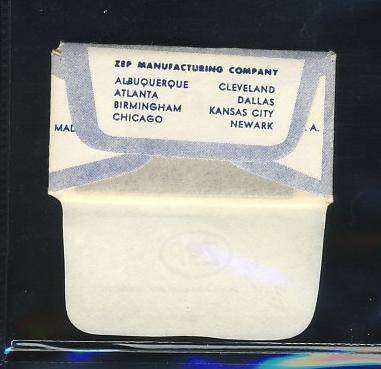 ZEP MANUFACTURING COMPANY
ALBUQUERQUE CLEVELAND
ATLANTA DALLAS
BIRMINGHAM KANSAS CITY
CHICAGO NEWARK
MAD A.